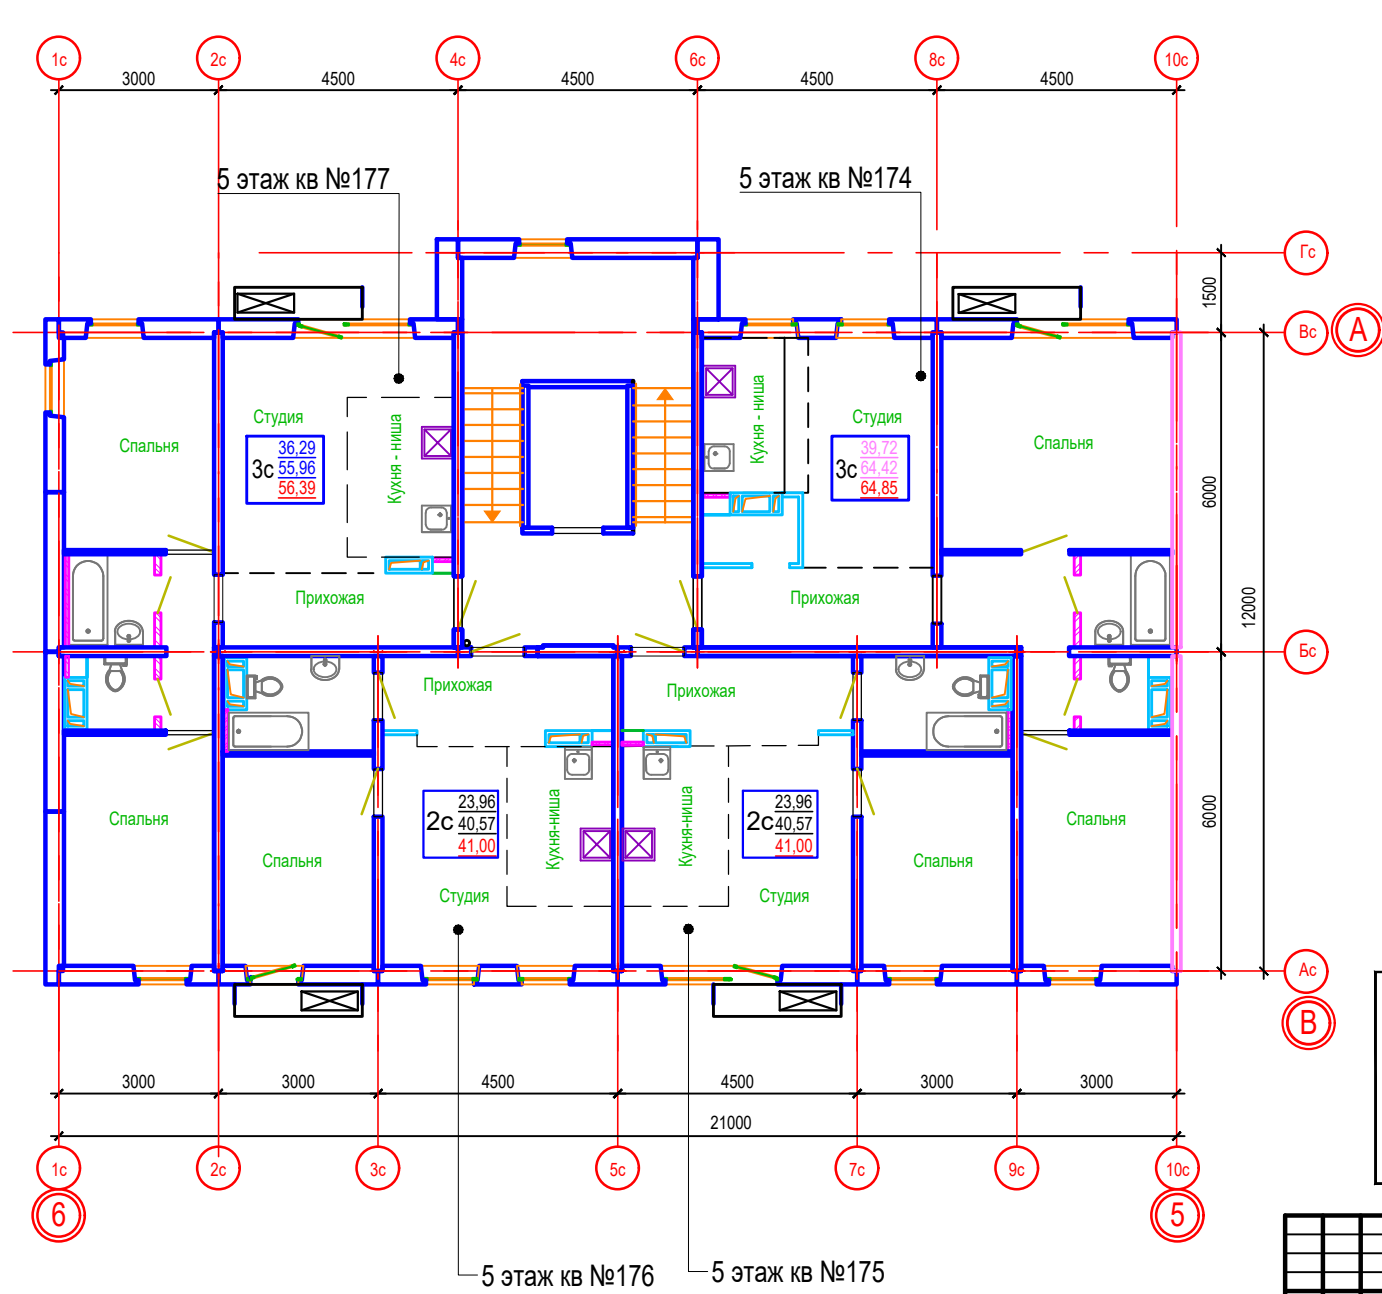 1с 2с 4с 6с 8с 10с
3000 4500 4500 4500 4500
5 этаж кв №177
5 этаж кв №174
Гс
1500
Вс
А
Студия
Кухня - ниша
Спальня
36,29
3с 55,96
56,39
Кухня - ниша
Студия
39,72
3с 64,42
64,85
Спальня
6000
12000
Прихожая
Прихожая
Бс
Прихожая
Прихожая
Спальня
Спальня
23,96
2с 40,57
41,00
Кухня-ниша
Студия
Кухня-ниша
23,96
2с 40,57
41,00
Студия
Спальня
Спальня
6000
Ас
В
3000 3000 4500 4500 3000 3000
21000
1с 2с 3с 5с 7с 9с 10с
6 5
5 этаж кв №176
5 этаж кв №175